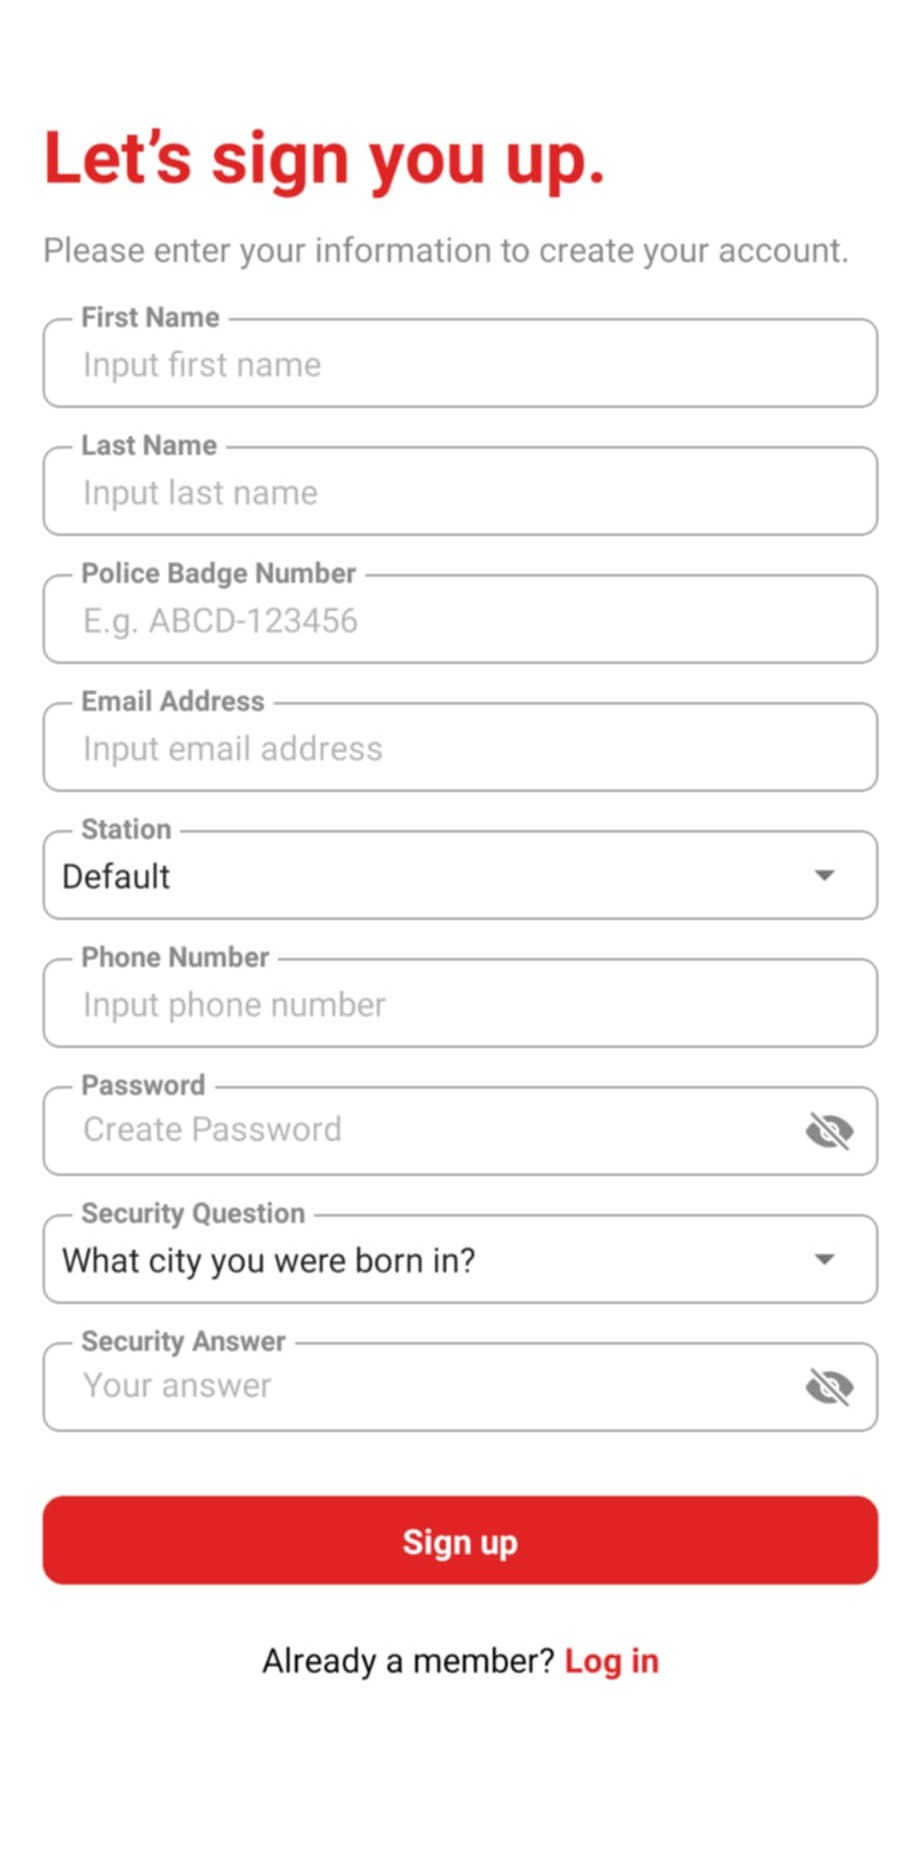 Let’s sign you up.
Please enter your information to create your account.
First Name
Input first name
Last Name
Input last name
Police Badge Number
E.g. ABCD-123456
Email Address
Input email address
Station
Default
Phone Number
Input phone number
Password
Create Password
Security Question
What city you were born in?
Security Answer
Your answer
Sign up
Already a member? Log in